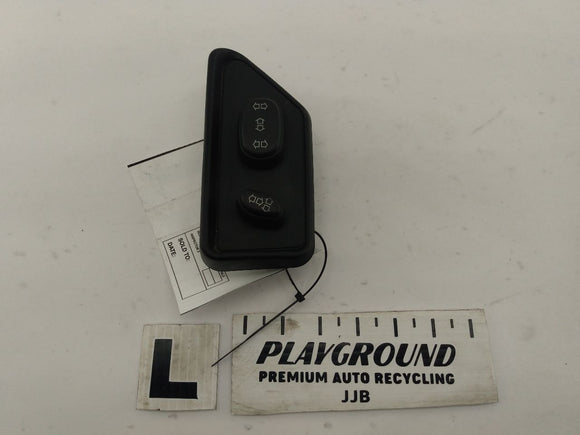 SOLD TO:
DATE:
L
PLAYGROUND
PREMIUM AUTO RECYCLING
JJB